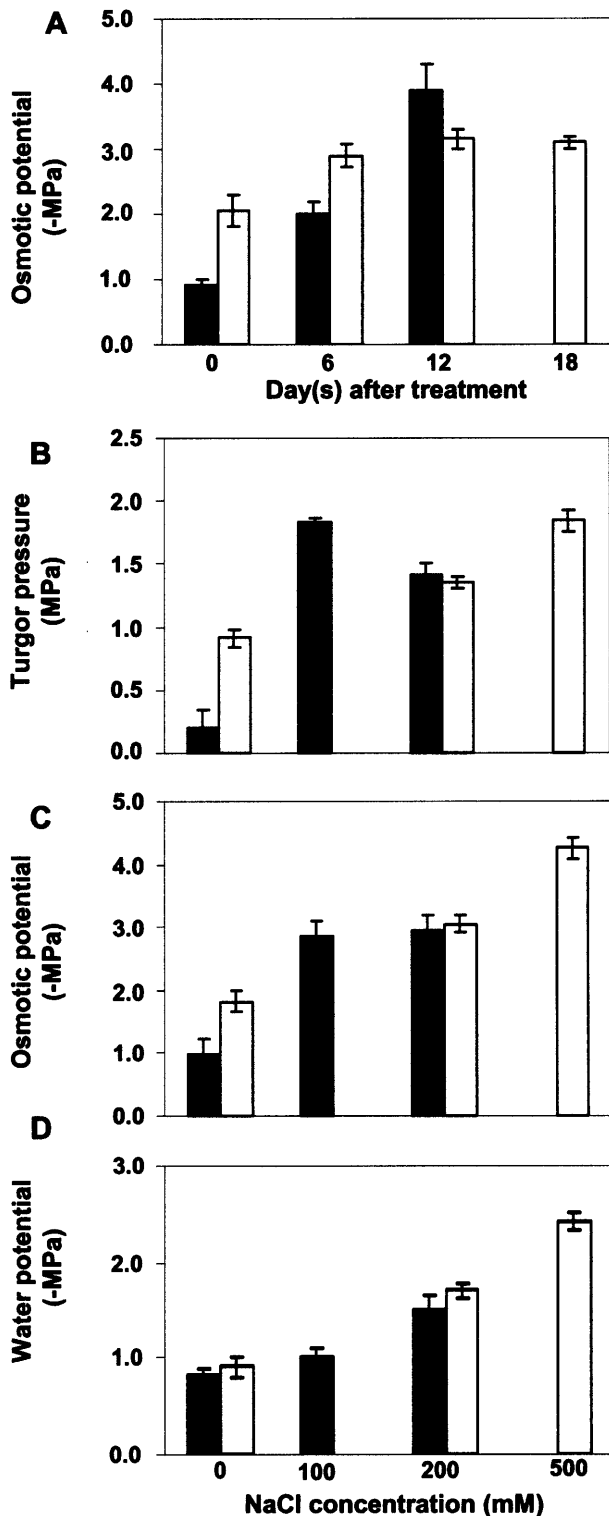 A
5.0
4.0
3.0
2.0
1.0
0.0
Osmotic potential
(-MPa)
0 6 12 18
Day(s) after treatment
B
2.5
2.0
1.5
1.0
0.5
0.0
Turgor pressure
(MPa)
C
5.0
4.0
3.0
2.0
1.0
0.0
Osmotic potential
(-MPa)
D
3.0
2.0
1.0
0.0
Water potential
(-MPa)
0 100 200 500
NaCl concentration (mM)